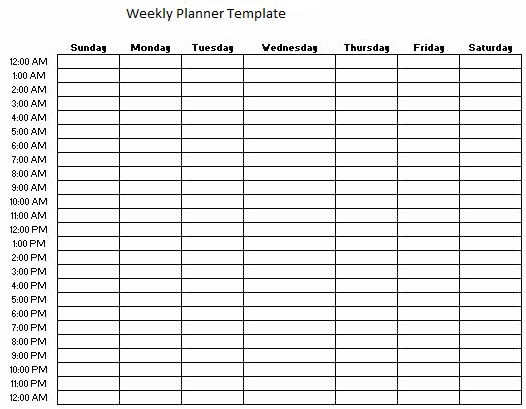 Weekly Planner Template
Sunday Monday Tuesday Wednesday Thursday Friday Saturday
12:00 AM
1:00 AM
2:00 AM
3:00 AM
4:00 AM
5:00 AM
6:00 AM
7:00 AM
8:00 AM
9:00 AM
10:00 AM
11:00 AM
12:00 PM
1:00 PM
2:00 PM
3:00 PM
4:00 PM
5:00 PM
6:00 PM
7:00 PM
8:00 PM
9:00 PM
10:00 PM
11:00 PM
12:00 AM